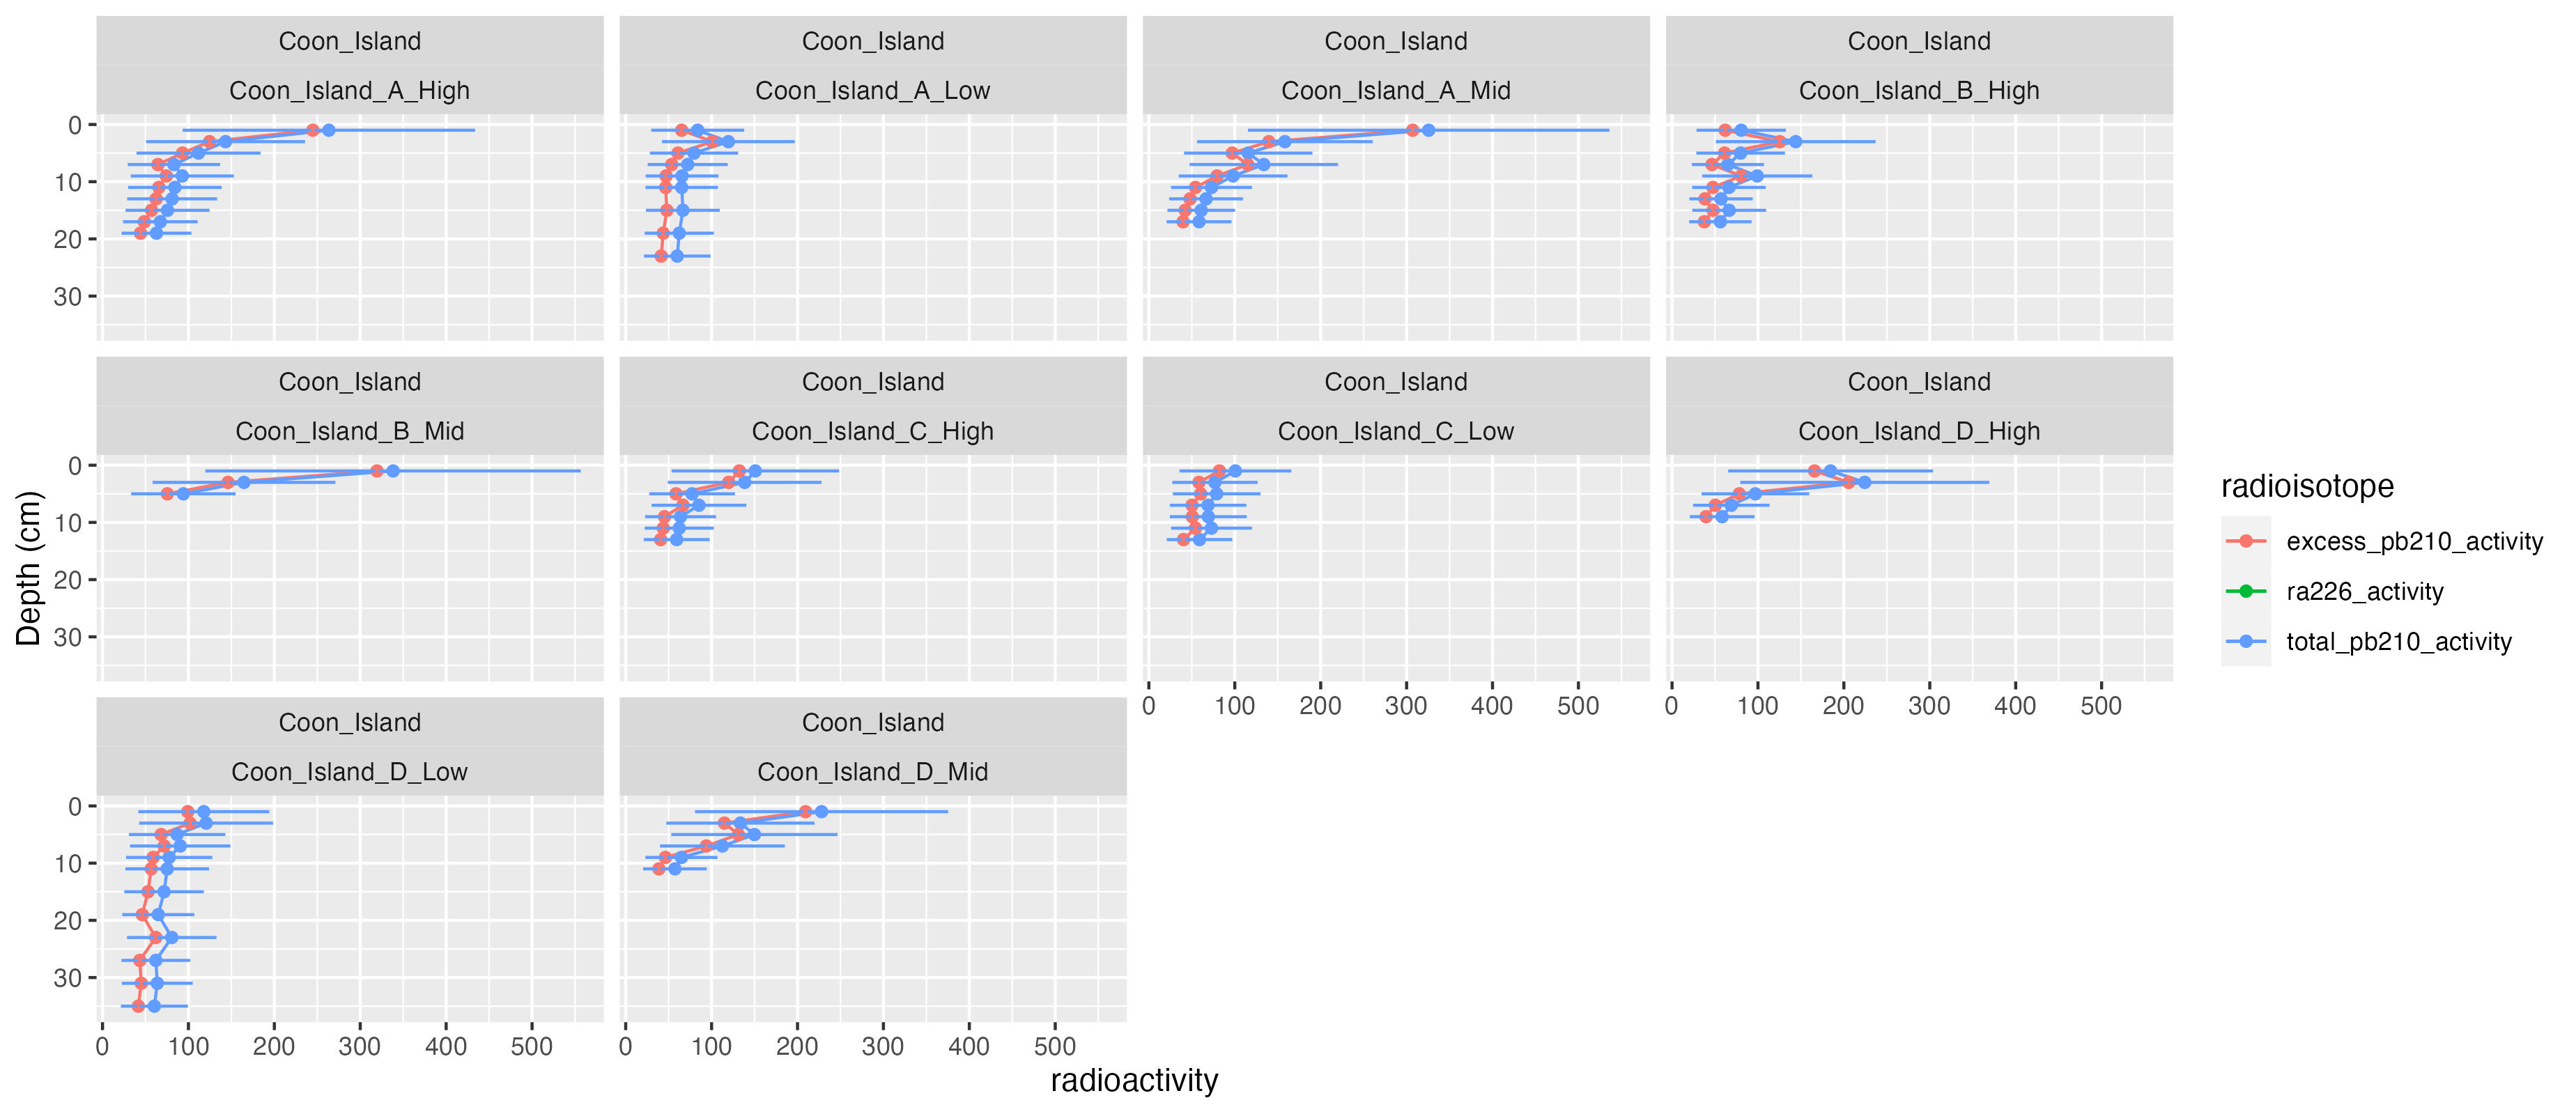 Coon_Island Coon_Island Coon_Island Coon_Island
Coon_Island_A_High Coon_Island_A_Low Coon_Island_A_Mid Coon_Island_B_High
0
10
20
30
Coon_Island Coon_Island Coon_Island Coon_Island
Coon_Island_B_Mid Coon_Island_C_High Coon_Island_C_Low Coon_Island_D_High
0
10
20
30
0 100 200 300 400 500 0 100 200 300 400 500
Coon_Island Coon_Island
Coon_Island_D_Low Coon_Island_D_Mid
0
10
20
30
0 100 200 300 400 500 0 100 200 300 400 500
radioactivity
Depth (cm)
radioisotope
excess_pb210_activity
ra226_activity
total_pb210_activity